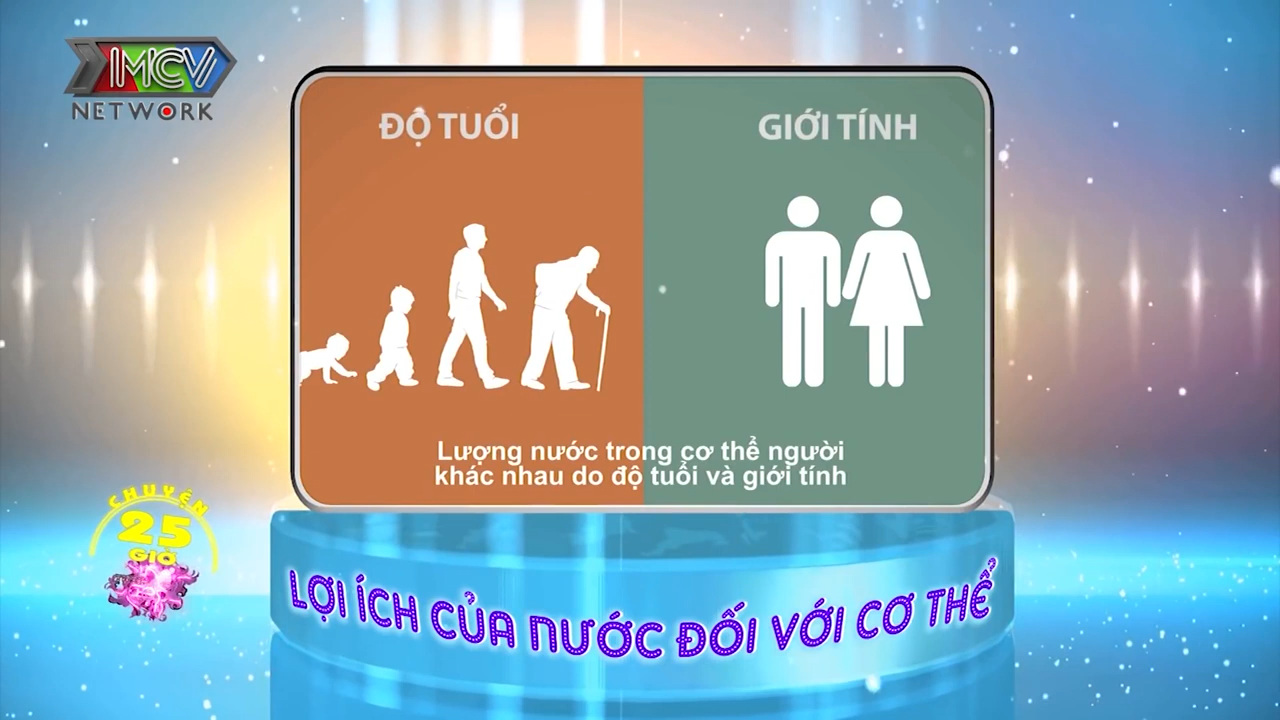 MCV
NETWORK
ĐỘ TUỔI
GIỚI TÍNH
Lượng nước trong cơ thể người
khác nhau do độ tuổi và giới tính
CHUYỆN
25
GIỜ
LỢI ÍCH CỦA NƯỚC ĐỐI VỚI CƠ THỂ